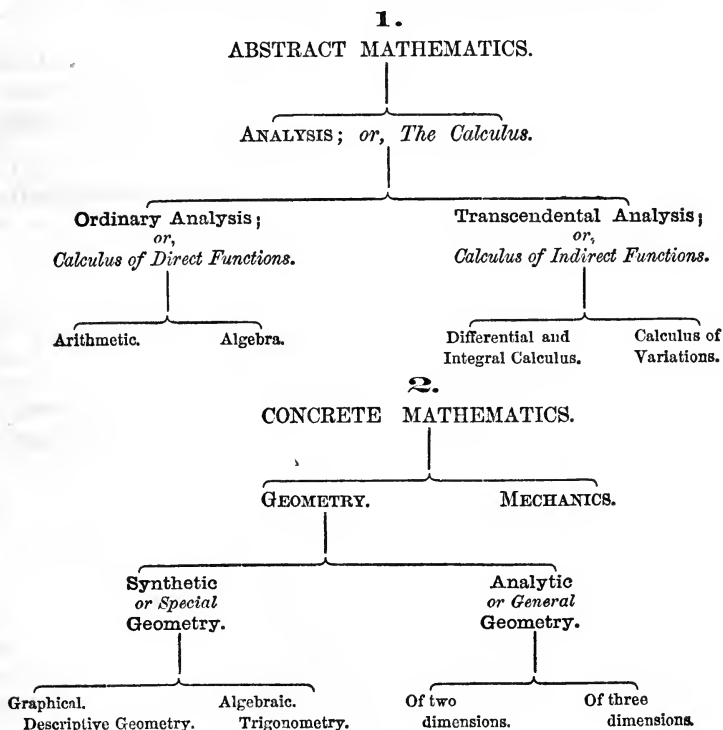 1.
ABSTRACT MATHEMATICS.
ANALYSIS; or, The Calculus.
Ordinary Analysis;
or,
Calculus of Direct Functions.
Transcendental Analysis;
or,
Calculus of Indirect Functions.
Arithmetic.
Algebra.
Differential and
Integral Calculus.
Calculus of
Variations.
2.
CONCRETE MATHEMATICS.
GEOMETRY.
MECHANICS.
Synthetic
or Special
Geometry.
Analytic
or General
Geometry.
Graphical.
Descriptive Geometry.
Algebraic.
Trigonometry.
Of two
dimensions.
Of three
dimensions.